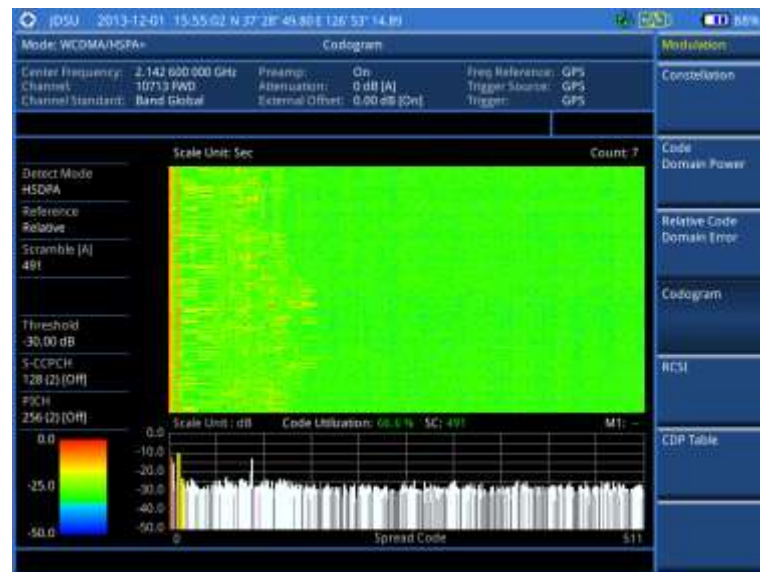 JDSU 2013-12-01 15:55:02 N 37° 28' 49.80 E 126° 53' 14.89
Mode: WCDMA/HSPA+ Codogram Modulation
Center Frequency: 2.142 600 000 GHz Preamp: On Freq Reference: GPS
Channel: 10713 FWD Attenuation: 0 dB [A] Trigger Source: GPS
Channel Standard: Band Global External Offset: 0.00 dB [On] Trigger: GPS
Constellation
Scale Unit: Sec Count: 7
Code
Domain Power
Detect Mode
HSDPA
Reference
Relative
Relative Code
Domain Error
Scramble [A]
491
Codogram
Threshold
-30.00 dB
S-CCPCH
128 (2) [Off]
RCSI
PICH
256 (2) [Off]
Scale Unit : dB Code Utilization: % SC: 491 M1: --
CDP Table
0.0
-25.0
-50.0
0.0
-10.0
-20.0
-30.0
-40.0
-50.0
0 Spread Code 511